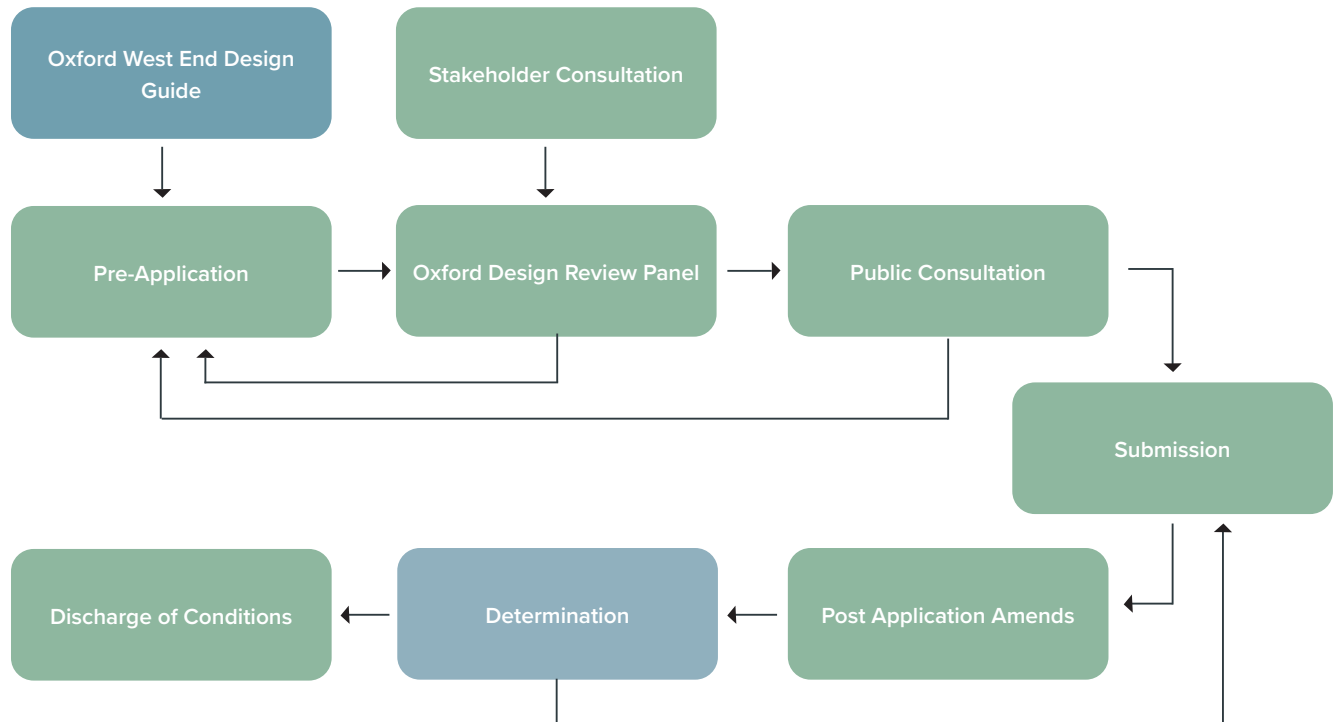 Oxford West End Design
Guide
Stakeholder Consultation
Pre-Application
Oxford Design Review Panel
Public Consultation
Submission
Discharge of Conditions
Determination
Post Application Amends